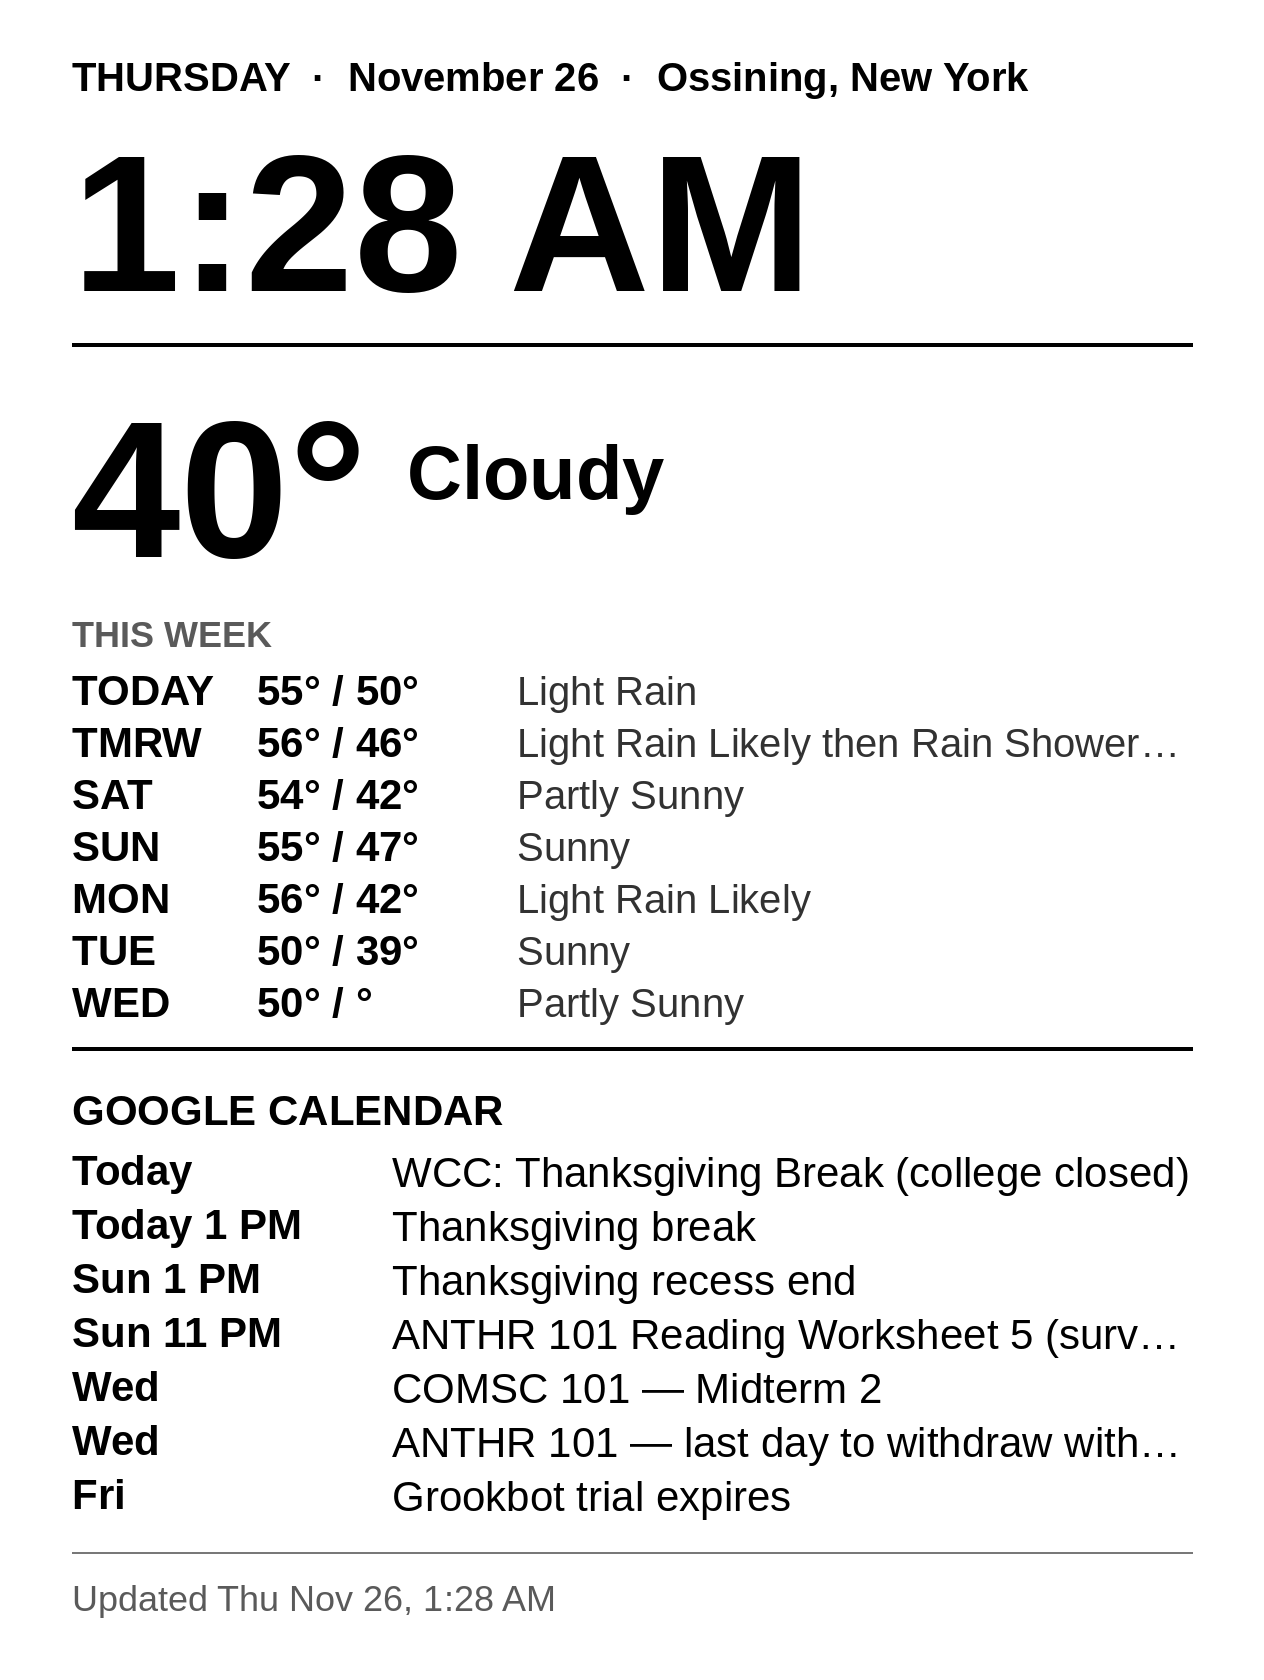 THURSDAY · November 26 · Ossining, New York
1:28 AM
40° Cloudy
THIS WEEK
TODAY 55° / 50° Light Rain
TMRW 56° / 46° Light Rain Likely then Rain Shower…
SAT 54° / 42° Partly Sunny
SUN 55° / 47° Sunny
MON 56° / 42° Light Rain Likely
TUE 50° / 39° Sunny
WED 50° / ° Partly Sunny
GOOGLE CALENDAR
Today WCC: Thanksgiving Break (college closed)
Today 1 PM Thanksgiving break
Sun 1 PM Thanksgiving recess end
Sun 11 PM ANTHR 101 Reading Worksheet 5 (surv…
Wed COMSC 101 — Midterm 2
Wed ANTHR 101 — last day to withdraw with…
Fri Grookbot trial expires
Updated Thu Nov 26, 1:28 AM